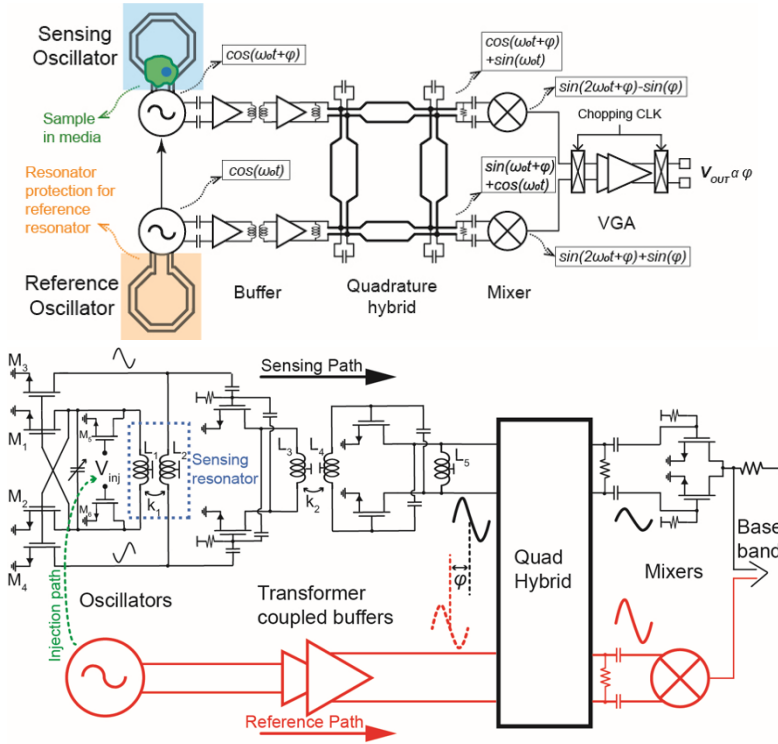 Sensing
Oscillator
cos(ω₀t+φ)
cos(ω₀t+φ)
+sin(ω₀t)
sin(2ω₀t+φ)-sin(φ)
Sample
in media
Chopping CLK
Resonator
protection for
reference
resonator
cos(ω₀t)
sin(ω₀t+φ)
+cos(ω₀t)
V_OUT α φ
VGA
sin(2ω₀t+φ)+sin(φ)
Reference
Oscillator
Buffer
Quadrature
hybrid
Mixer
M₃
Sensing Path
M₁
M₅
L₁
L₂
L₃
L₄
L₅
V_inj
Sensing
resonator
M₂
M₆
k₁
k₂
M₄
φ
Quad
Hybrid
Mixers
Base
band
Oscillators
Transformer
coupled buffers
Injection path
Reference Path